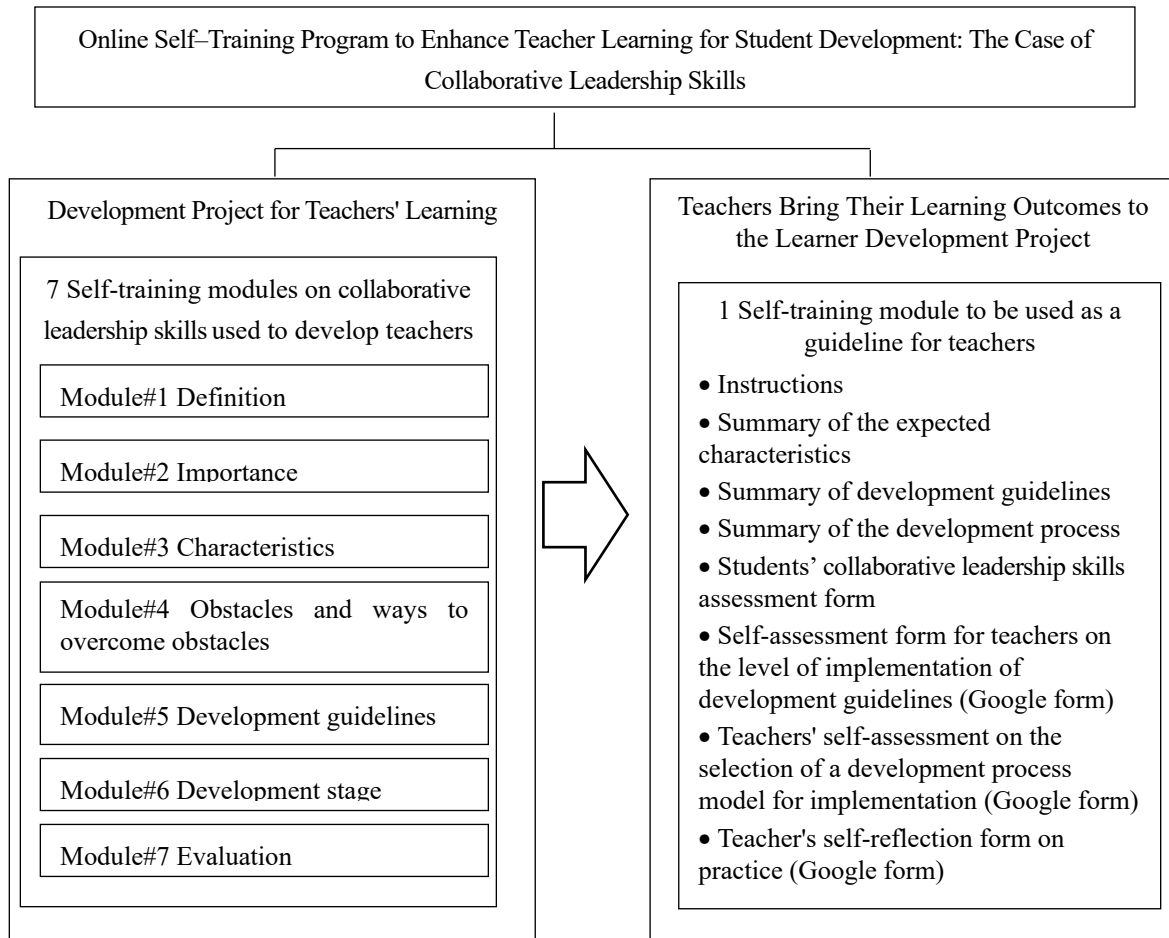 Online Self–Training Program to Enhance Teacher Learning for Student Development: The Case of
Collaborative Leadership Skills
Development Project for Teachers' Learning
7 Self-training modules on collaborative
leadership skills used to develop teachers
Module#1 Definition
Module#2 Importance
Module#3 Characteristics
Module#4 Obstacles and ways to
overcome obstacles
Module#5 Development guidelines
Module#6 Development stage
Module#7 Evaluation
Teachers Bring Their Learning Outcomes to
the Learner Development Project
1 Self-training module to be used as a
guideline for teachers
• Instructions
• Summary of the expected
characteristics
• Summary of development guidelines
• Summary of the development process
• Students’ collaborative leadership skills
assessment form
• Self-assessment form for teachers on
the level of implementation of
development guidelines (Google form)
• Teachers' self-assessment on the
selection of a development process
model for implementation (Google form)
• Teacher's self-reflection form on
practice (Google form)